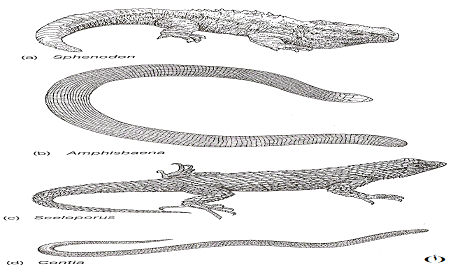 (a) Sphenodon
(b) Amphisbaena
(c) Sceloporus
(d) Contia